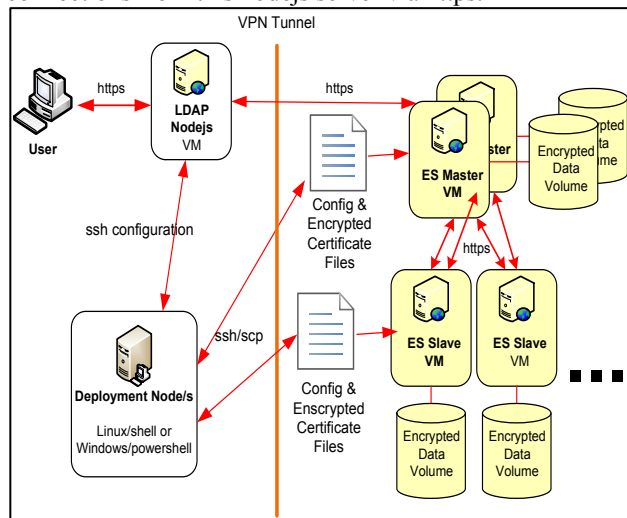 VPN Tunnel
https
https
User
LDAP
Nodejs
VM
ES Master
VM
Encrypted
Data
Volume
Config &
Encrypted
Certificate
Files
ssh configuration
https
ssh/scp
ES Slave
VM
ES Slave
VM
Deployment Node/s
Linux/shell or
Windows/powershell
Config &
Enscrypted
Certificate
Files
Encrypted
Data
Volume
Encrypted
Data
Volume